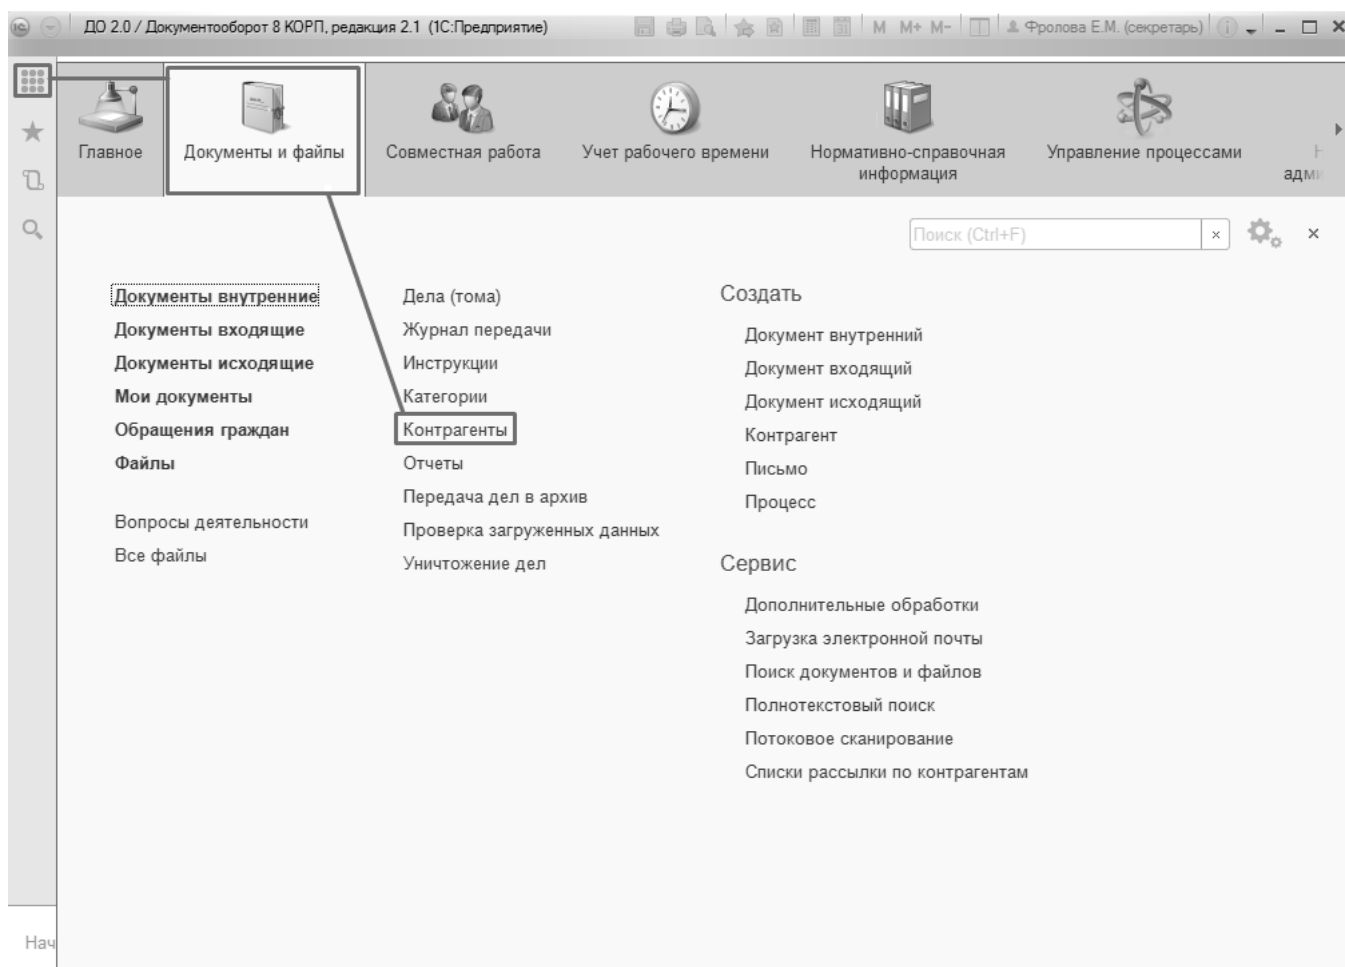 ДО 2.0 / Документооборот 8 КОРП, редакция 2.1 (1С:Предприятие)
31 M M+ M- Фролова Е.М. (секретарь)
Главное
Документы и файлы
Совместная работа
Учет рабочего времени
Нормативно-справочная
информация
Управление процессами
Н
адми
Поиск (Ctrl+F)
Документы внутренние
Документы входящие
Документы исходящие
Мои документы
Обращения граждан
Файлы
Вопросы деятельности
Все файлы
Дела (тома)
Журнал передачи
Инструкции
Категории
Контрагенты
Отчеты
Передача дел в архив
Проверка загруженных данных
Уничтожение дел
Создать
Документ внутренний
Документ входящий
Документ исходящий
Контрагент
Письмо
Процесс
Сервис
Дополнительные обработки
Загрузка электронной почты
Поиск документов и файлов
Полнотекстовый поиск
Потоковое сканирование
Списки рассылки по контрагентам
Нач